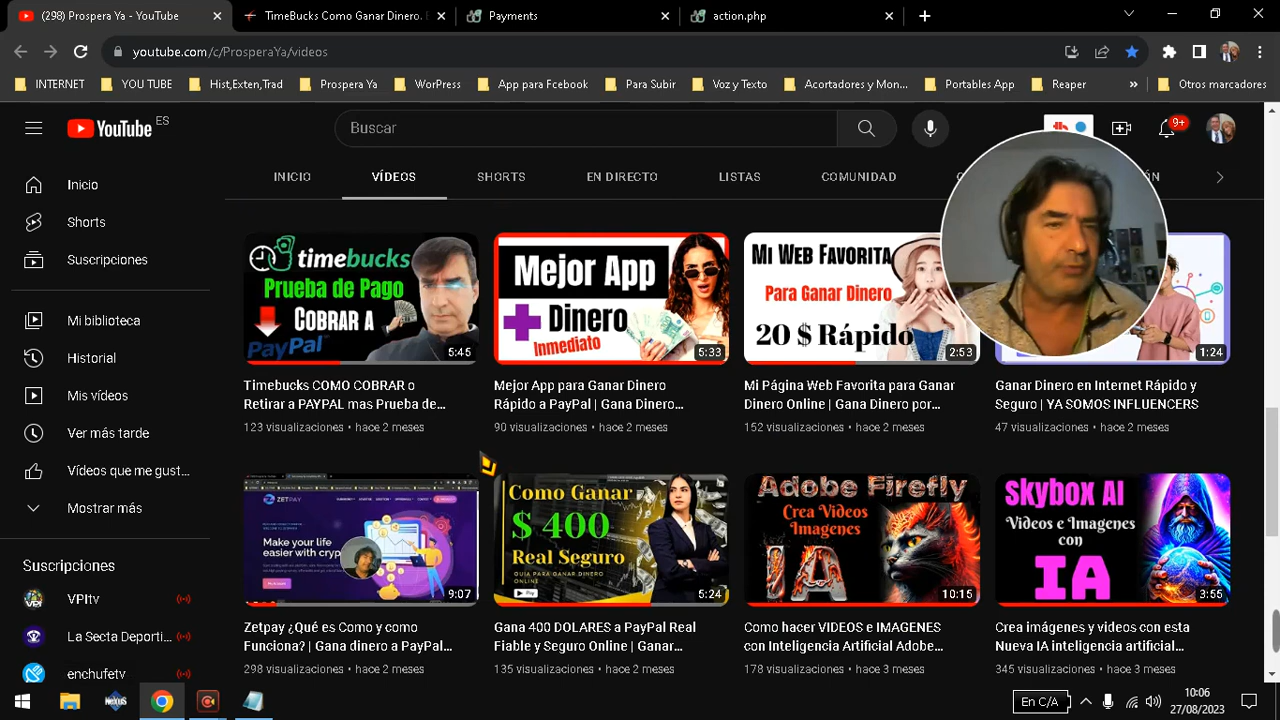 (298) Prospera Ya - YouTube
TimeBucks Como Ganar Dinero. E
Payments
action.php
youtube.com/c/ProsperaYa/videos
INTERNET
YOU TUBE
Hist,Exten,Trad
Prospera Ya
WorPress
App para Fcebook
Para Subir
Voz y Texto
Acortadores y Mon...
Portables App
Reaper
»
Otros marcadores
YouTube ES
Buscar
9+
INICIO
VÍDEOS
SHORTS
EN DIRECTO
LISTAS
COMUNIDAD
Inicio
Shorts
Suscripciones
Mi biblioteca
Historial
Mis vídeos
Ver más tarde
Vídeos que me gust...
Mostrar más
Suscripciones
VPItv
La Secta Deporti...
enchufetv
timebucks
Prueba de Pago
COBRAR A
PayPal
5:45
Timebucks COMO COBRAR o
Retirar a PAYPAL mas Prueba de...
123 visualizaciones • hace 2 meses
Mejor App
+ Dinero
Inmediato
5:33
Mejor App para Ganar Dinero
Rápido a PayPal | Gana Dinero...
90 visualizaciones • hace 2 meses
Mi Web Favorita
Para Ganar Dinero
20 $ Rápido
2:53
Mi Página Web Favorita para Ganar
Dinero Online | Gana Dinero por...
152 visualizaciones • hace 2 meses
1:24
Ganar Dinero en Internet Rápido y
Seguro | YA SOMOS INFLUENCERS
47 visualizaciones • hace 2 meses
ZETPAY
Make your life
easier with cryp
9:07
Zetpay ¿Qué es Como y como
Funciona? | Gana dinero a PayPal...
298 visualizaciones • hace 2 meses
Como Ganar
$ 400
Real Seguro
GUIA PARA GANAR DINERO
ONLINE
Play
5:24
Gana 400 DOLARES a PayPal Real
Fiable y Seguro Online | Ganar...
135 visualizaciones • hace 2 meses
Adobe Firefly
Crea Videos
Imagenes
IA
10:15
Como hacer VIDEOS e IMAGENES
con Inteligencia Artificial Adobe...
178 visualizaciones • hace 3 meses
skybox AI
Videos e Imagenes
con
IA
3:56
Crea imágenes y videos con esta
Nueva IA inteligencia artificial...
345 visualizaciones • hace 3 meses
En C/A
10:06
27/08/2023